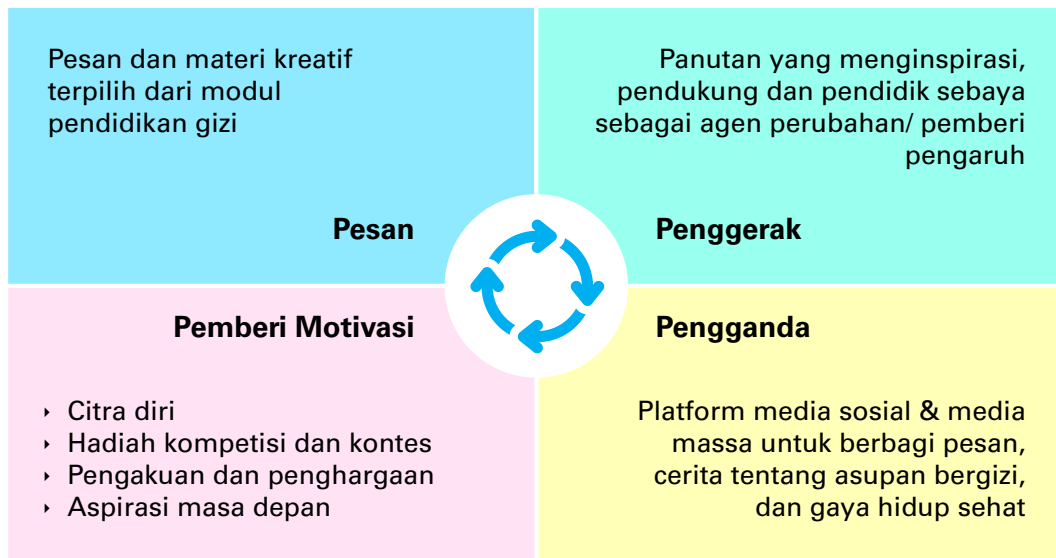 Pesan dan materi kreatif
terpilih dari modul
pendidikan gizi
Pesan
Panutan yang menginspirasi,
pendukung dan pendidik sebaya
sebagai agen perubahan/ pemberi
pengaruh
Penggerak
Pemberi Motivasi
‣ Citra diri
‣ Hadiah kompetisi dan kontes
‣ Pengakuan dan penghargaan
‣ Aspirasi masa depan
Pengganda
Platform media sosial & media
massa untuk berbagi pesan,
cerita tentang asupan bergizi,
dan gaya hidup sehat